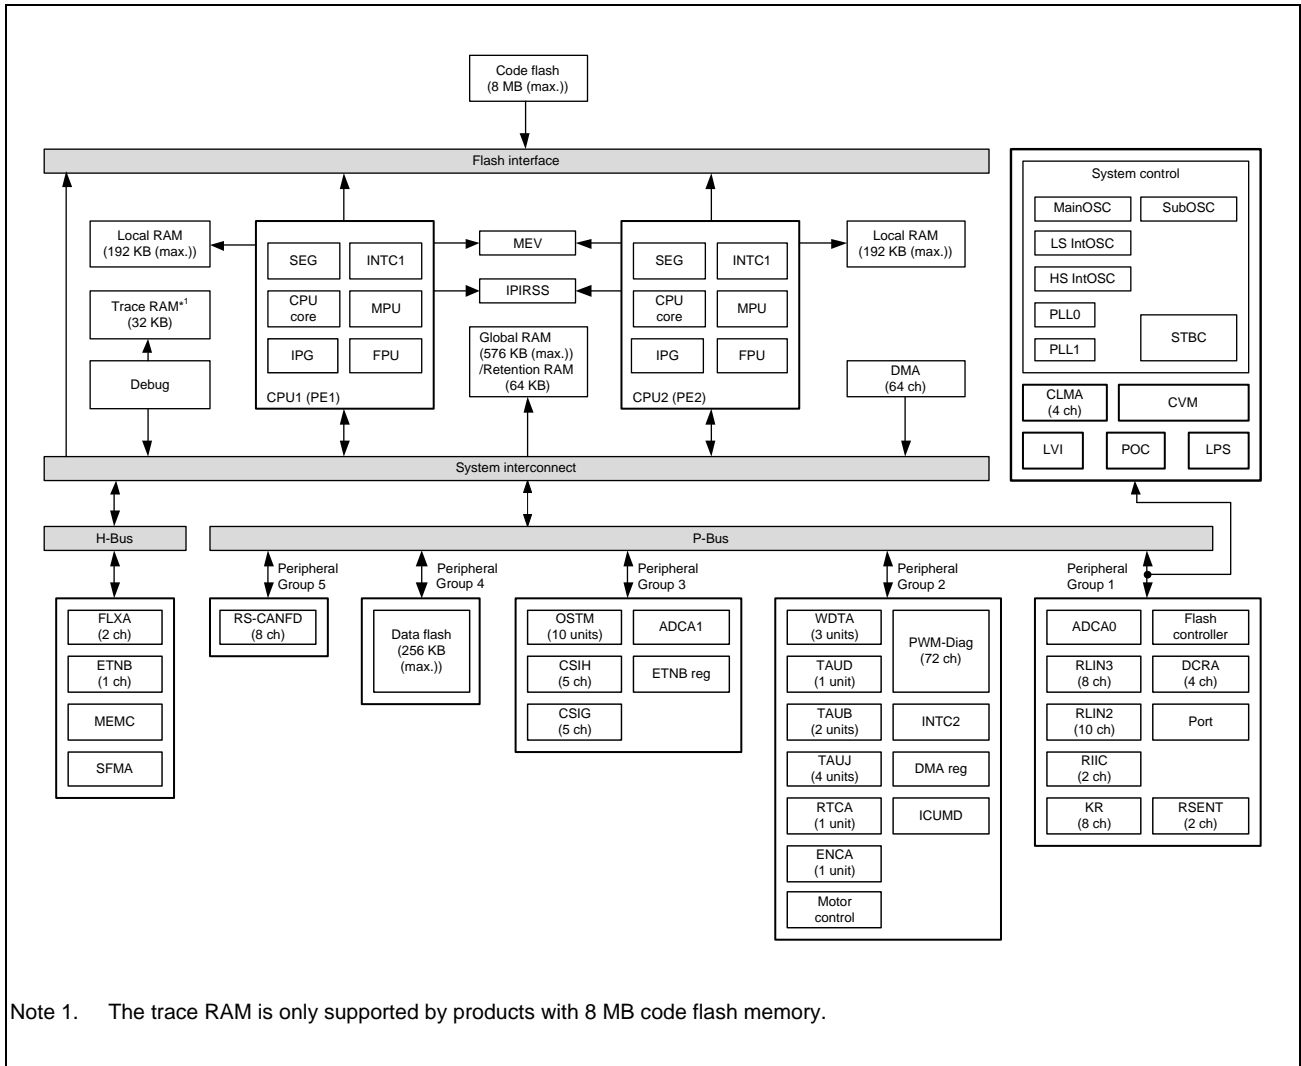 Code flash
(8 MB (max.))
Flash interface
Local RAM
(192 KB (max.))
Trace RAM*1
(32 KB)
Debug
SEG
INTC1
CPU
core
MPU
IPG
FPU
CPU1 (PE1)
MEV
IPIRSS
Global RAM
(576 KB (max.))
/Retention RAM
(64 KB)
SEG
INTC1
CPU
core
MPU
IPG
FPU
CPU2 (PE2)
Local RAM
(192 KB (max.))
DMA
(64 ch)
System control
MainOSC
SubOSC
LS IntOSC
HS IntOSC
PLL0
PLL1
STBC
CLMA
(4 ch)
CVM
LVI
POC
LPS
System interconnect
H-Bus
P-Bus
FLXA
(2 ch)
ETNB
(1 ch)
MEMC
SFMA
Peripheral
Group 5
RS-CANFD
(8 ch)
Peripheral
Group 4
Data flash
(256 KB
(max.))
Peripheral
Group 3
OSTM
(10 units)
ADCA1
CSIH
(5 ch)
ETNB reg
CSIG
(5 ch)
Peripheral
Group 2
WDTA
(3 units)
PWM-Diag
(72 ch)
TAUD
(1 unit)
TAUB
(2 units)
INTC2
TAUJ
(4 units)
DMA reg
RTCA
(1 unit)
ICUMD
ENCA
(1 unit)
Motor
control
Peripheral
Group 1
ADCA0
Flash
controller
RLIN3
(8 ch)
DCRA
(4 ch)
RLIN2
(10 ch)
Port
RIIC
(2 ch)
KR
(8 ch)
RSENT
(2 ch)
Note 1. The trace RAM is only supported by products with 8 MB code flash memory.